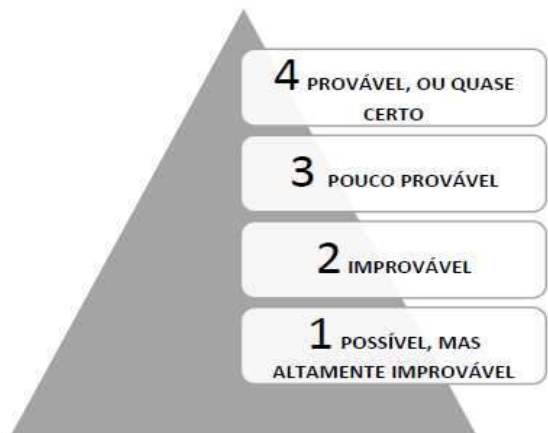 4 PROVÁVEL, OU QUASE
CERTO
3 POUCO PROVÁVEL
2 IMPROVÁVEL
1 POSSÍVEL, MAS
ALTAMENTE IMPROVÁVEL